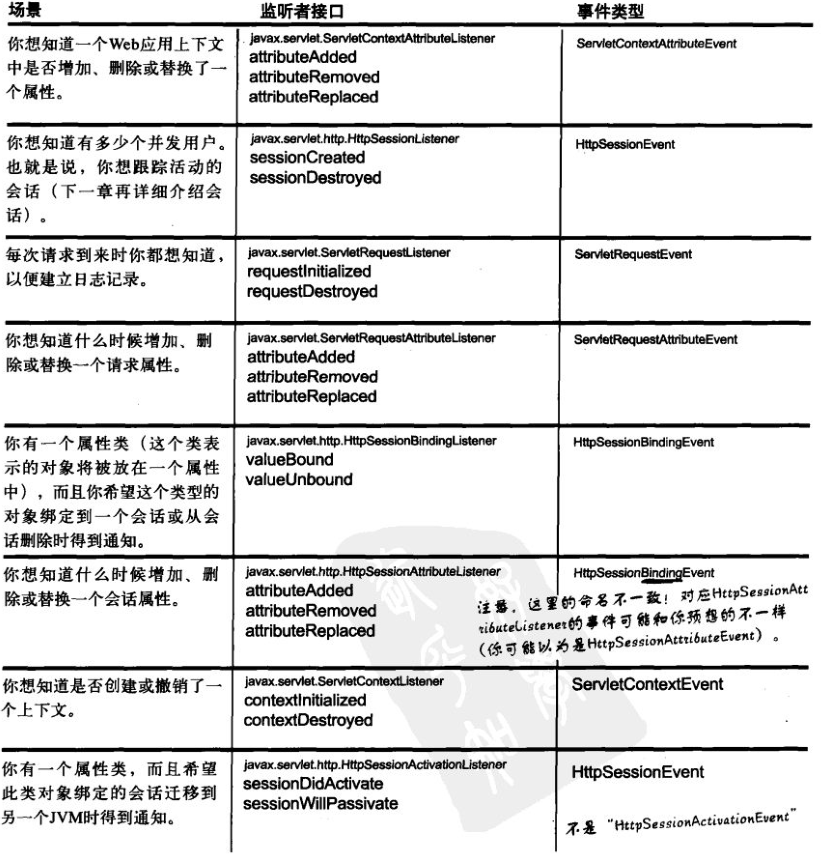 场景 监听者接口 事件类型
你想知道一个Web应用上下文
中是否增加、删除或替换了一
个属性。
javax.servlet.ServletContextAttributeListener
attributeAdded
attributeRemoved
attributeReplaced
ServletContextAttributeEvent
你想知道有多少个并发用户。
也就是说，你想跟踪活动的
会话（下一章再详细介绍会
话）。
javax.servlet.http.HttpSessionListener
sessionCreated
sessionDestroyed
HttpSessionEvent
每次请求到来时你都想知道，
以便建立日志记录。
javax.servlet.ServletRequestListener
requestInitialized
requestDestroyed
ServletRequestEvent
你想知道什么时候增加、删
除或替换一个请求属性。
javax.servlet.ServletRequestAttributeListener
attributeAdded
attributeRemoved
attributeReplaced
ServletRequestAttributeEvent
你有一个属性类（这个类表
示的对象将被放在一个属性
中），而且你希望这个类型的
对象绑定到一个会话或从会
话删除时得到通知。
javax.servlet.http.HttpSessionBindingListener
valueBound
valueUnbound
HttpSessionBindingEvent
你想知道什么时候增加、删
除或替换一个会话属性。
javax.servlet.http.HttpSessionAttributeListener
attributeAdded
attributeRemoved
attributeReplaced
HttpSessionBindingEvent
注意，这里的命名不一致！对应HttpSessionAtt
ributeListener的事件可能和你预想的不一样
（你可能以为是HttpSessionAttributeEvent）。
你想知道是否创建或撤销了一
个上下文。
javax.servlet.ServletContextListener
contextInitialized
contextDestroyed
ServletContextEvent
你有一个属性类，而且希望
此类对象绑定的会话迁移到
另一个JVM时得到通知。
javax.servlet.http.HttpSessionActivationListener
sessionDidActivate
sessionWillPassivate
HttpSessionEvent
不是“HttpSessionActivationEvent”